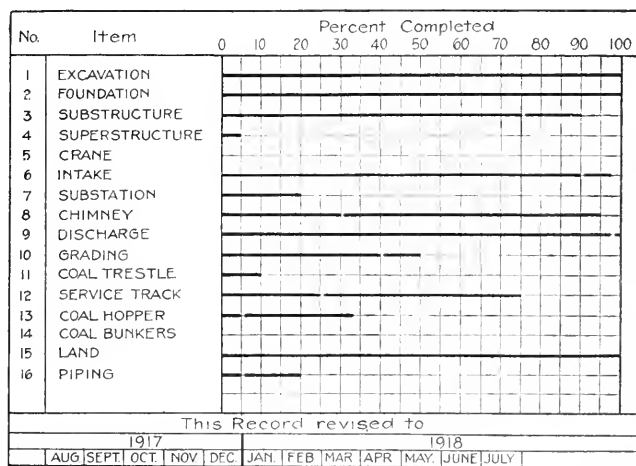 No. Item Percent Completed
0 10 20 30 40 50 60 70 80 90 100
1 EXCAVATION
2 FOUNDATION
3 SUBSTRUCTURE
4 SUPERSTRUCTURE
5 CRANE
6 INTAKE
7 SUBSTATION
8 CHIMNEY
9 DISCHARGE
10 GRADING
11 COAL TRESTLE
12 SERVICE TRACK
13 COAL HOPPER
14 COAL BUNKERS
15 LAND
16 PIPING
This Record revised to
1917 1918
AUG SEPT. OCT. NOV. DEC. JAN. FEB MAR APR MAY. JUNE JULY